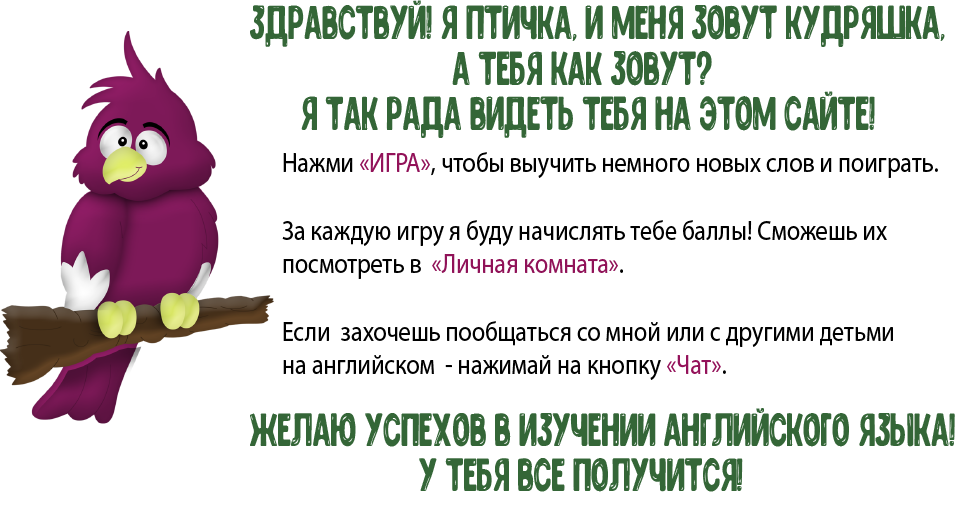 ЗДРАВСТВУЙ! Я ПТИЧКА, И МЕНЯ ЗОВУТ КУДРЯШКА,
А ТЕБЯ КАК ЗОВУТ?
Я ТАК РАДА ВИДЕТЬ ТЕБЯ НА ЭТОМ САЙТЕ!
Нажми «ИГРА», чтобы выучить немного новых слов и поиграть.
За каждую игру я буду начислять тебе баллы! Сможешь их
посмотреть в «Личная комната».
Если захочешь пообщаться со мной или с другими детьми
на английском - нажимай на кнопку «Чат».
ЖЕЛАЮ УСПЕХОВ В ИЗУЧЕНИИ АНГЛИЙСКОГО ЯЗЫКА!
У ТЕБЯ ВСЕ ПОЛУЧИТСЯ!